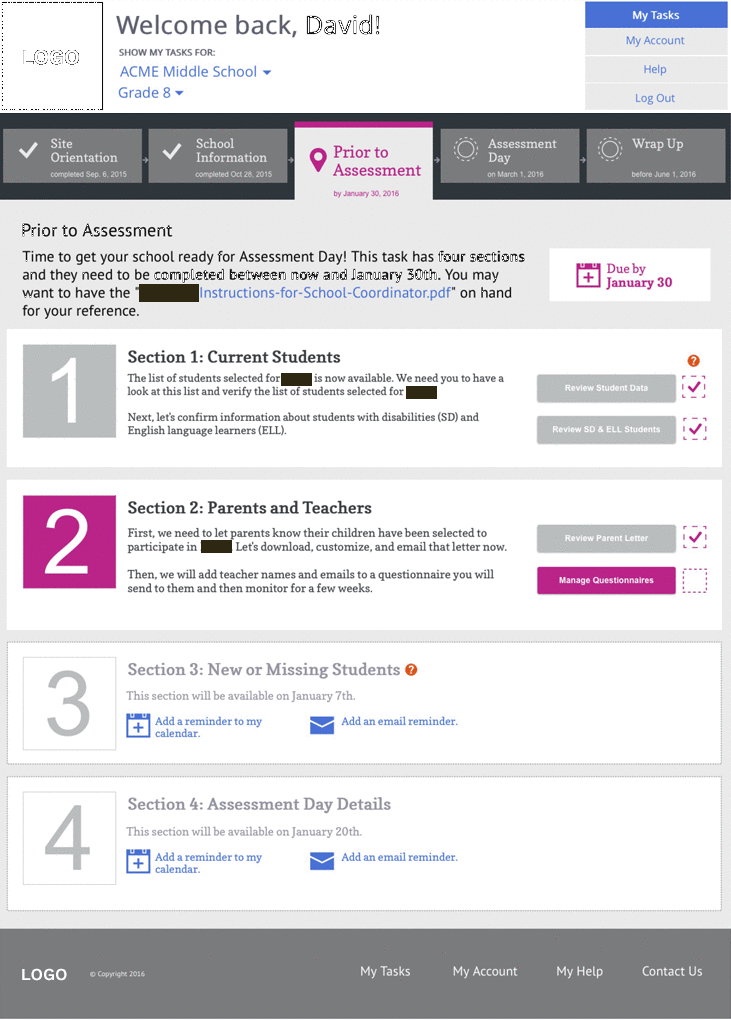 LOGO
Welcome back, David!
SHOW MY TASKS FOR:
ACME Middle School
Grade 8
My Tasks
My Account
Help
Log Out
Site
Orientation
completed Sep. 6, 2015
School
Information
completed Oct 26, 2015
Prior to
Assessment
by January 30, 2016
Assessment
Day
on March 1, 2016
Wrap Up
before June 1, 2016
Prior to Assessment
Time to get your school ready for Assessment Day! This task has four sections
and they need to be completed between now and January 30th. You may
want to have the "Instructions-for-School-Coordinator.pdf" on hand
for your reference.
Due by
January 30
1
Section 1: Current Students
The list of students selected for is now available. We need you to have a
look at this list and verify the list of students selected for
Next, let's confirm information about students with disabilities (SD) and
English language learners (ELL).
?
Review Student Data
Review SD & ELL Students
2
Section 2: Parents and Teachers
First, we need to let parents know their children have been selected to
participate in Let's download, customize, and email that letter now.
Then, we will add teacher names and emails to a questionnaire you will
send to them and then monitor for a few weeks.
Review Parent Letter
Manage Questionnaires
3
Section 3: New or Missing Students ?
This section will be available on January 7th.
Add a reminder to my
calendar.
Add an email reminder.
4
Section 4: Assessment Day Details
This section will be available on January 20th.
Add a reminder to my
calendar.
Add an email reminder.
LOGO
© Copyright 2016
My Tasks
My Account
My Help
Contact Us